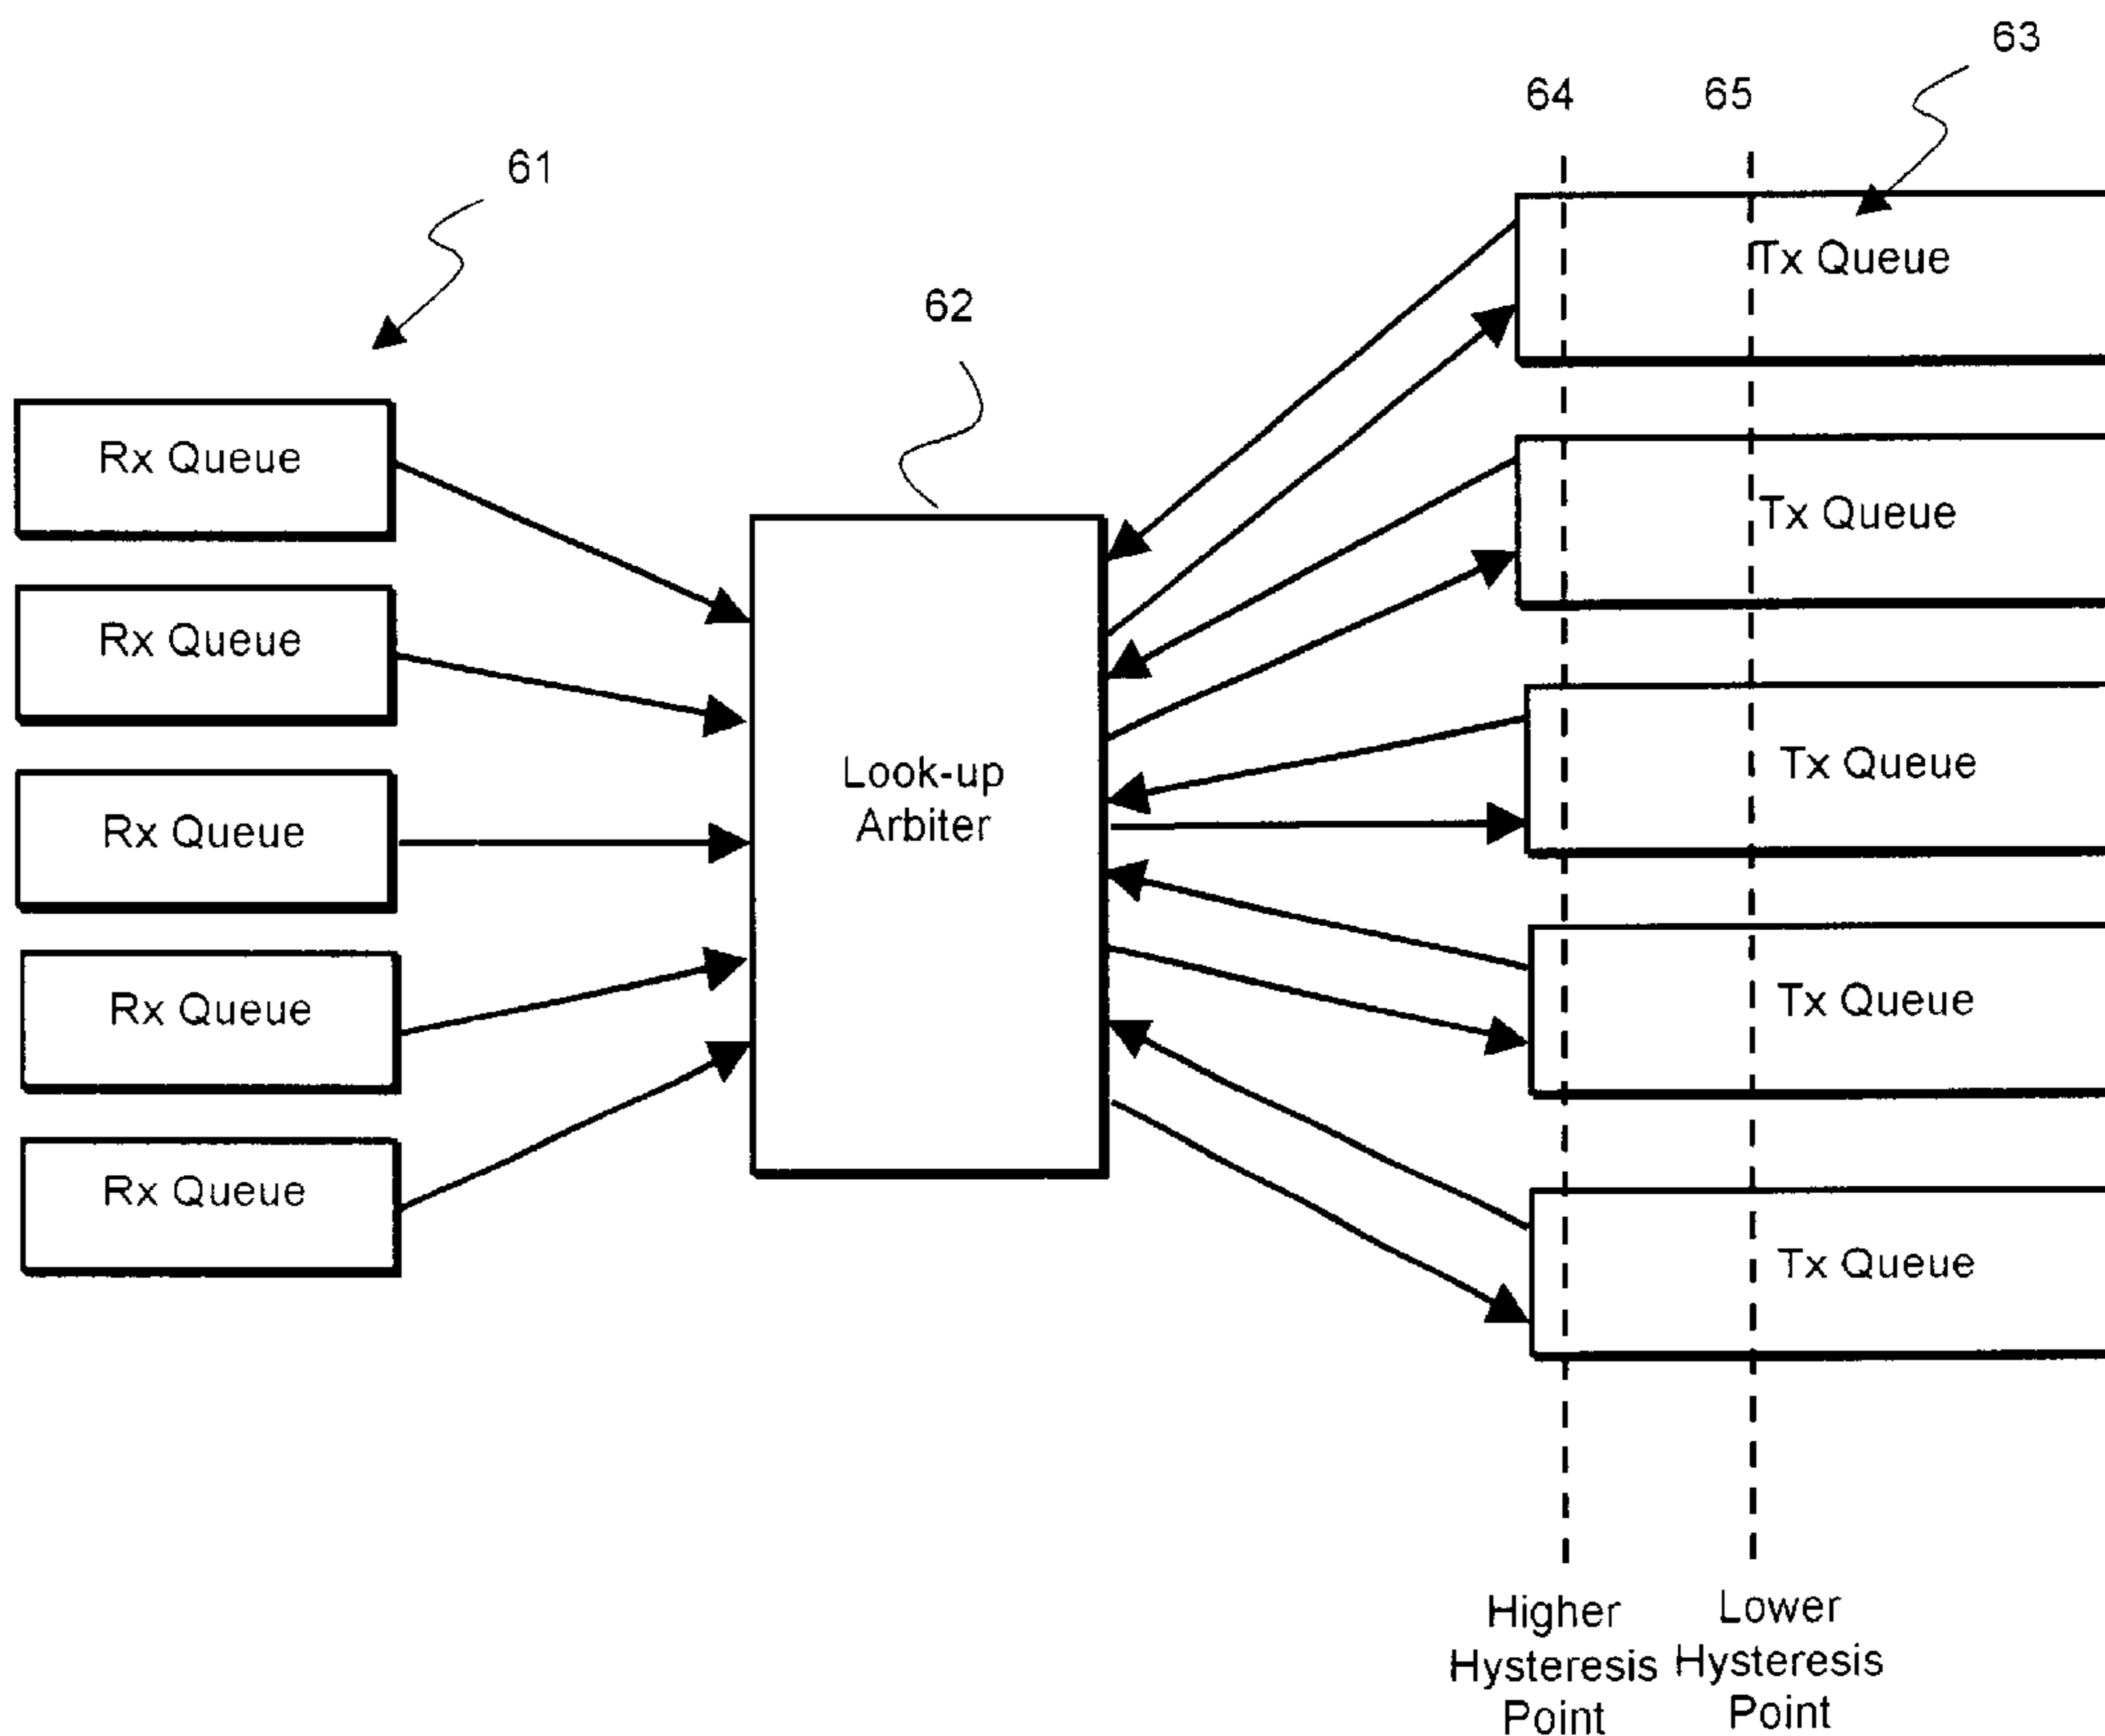 63
64
65
61
Tx Queue
62
Rx Queue
Tx Queue
Rx Queue
Look-up
Arbiter
Tx Queue
Rx Queue
Rx Queue
Tx Queue
Rx Queue
Tx Queue
Higher
Hysteresis
Point
Lower
Hysteresis
Point